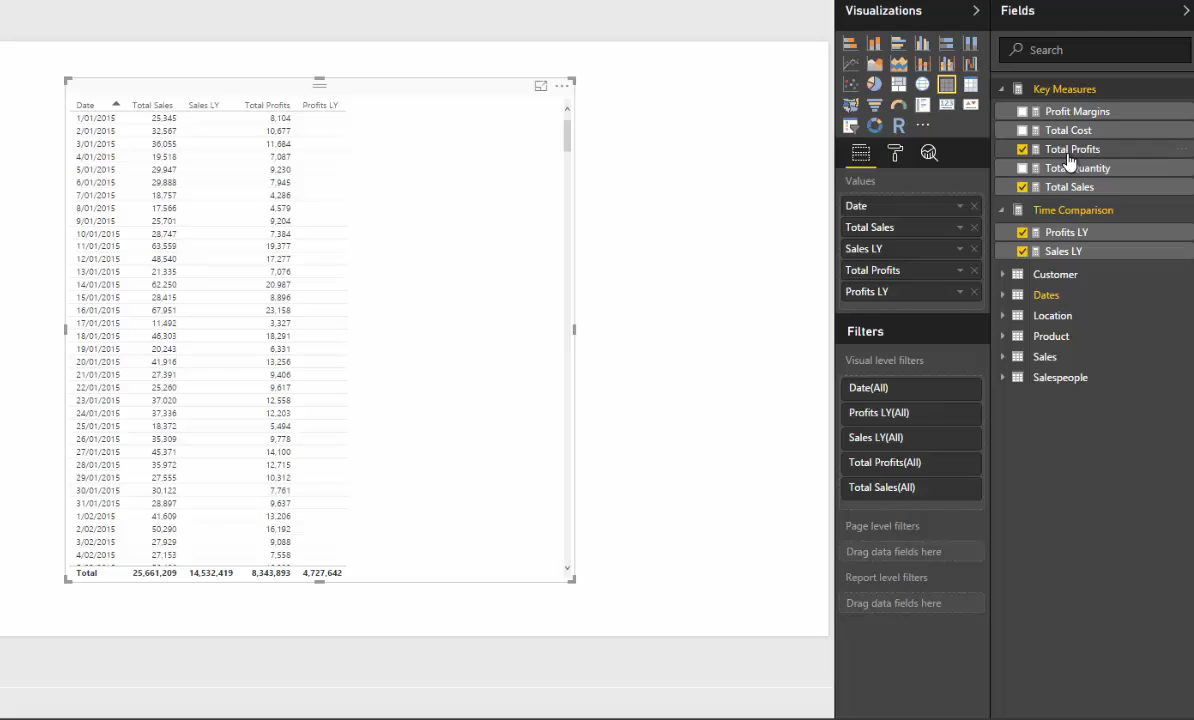 Visualizations
Fields
Search
Date Total Sales Sales LY Total Profits Profits LY
1/01/2015 25,345 8,104
2/01/2015 32,567 10,677
3/01/2015 36,055 11,684
4/01/2015 19,518 7,087
5/01/2015 29,947 9,230
6/01/2015 29,888 7,945
7/01/2015 18,757 4,286
8/01/2015 17,566 4,579
9/01/2015 25,701 9,204
10/01/2015 28,747 7,384
11/01/2015 63,559 19,377
12/01/2015 48,540 17,277
13/01/2015 21,335 7,076
14/01/2015 62,250 20,987
15/01/2015 28,415 8,896
16/01/2015 67,951 23,158
17/01/2015 11,492 3,327
18/01/2015 46,303 18,291
19/01/2015 20,243 6,331
20/01/2015 41,916 13,256
21/01/2015 27,391 9,406
22/01/2015 25,260 9,617
23/01/2015 37,020 12,558
24/01/2015 37,336 12,203
25/01/2015 18,372 5,494
26/01/2015 35,309 9,778
27/01/2015 45,371 14,100
28/01/2015 35,972 12,715
29/01/2015 27,555 10,312
30/01/2015 30,122 7,761
31/01/2015 28,897 9,637
1/02/2015 41,609 13,206
2/02/2015 50,290 16,192
3/02/2015 27,929 9,088
4/02/2015 27,153 7,558
Total 25,661,209 14,532,419 8,343,893 4,727,642
R
Values
Date
Total Sales
Sales LY
Total Profits
Profits LY
Filters
Visual level filters
Date(All)
Profits LY(All)
Sales LY(All)
Total Profits(All)
Total Sales(All)
Page level filters
Drag data fields here
Report level filters
Drag data fields here
Key Measures
Profit Margins
Total Cost
Total Profits
Total Quantity
Total Sales
Time Comparison
Profits LY
Sales LY
Customer
Dates
Location
Product
Sales
Salespeople